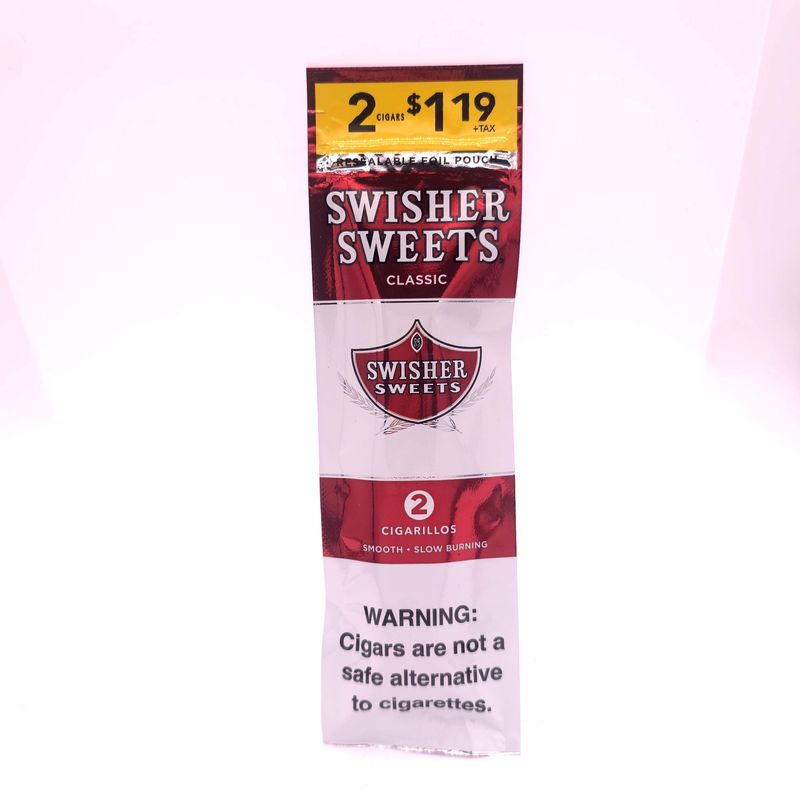 2 CIGARS $1 19
+TAX
RESEALABLE FOIL POUCH
SWISHER
SWEETS
CLASSIC
SWISHER
SWEETS
2
CIGARILLOS
SMOOTH • SLOW BURNING
WARNING:
Cigars are not a
safe alternative
to cigarettes.